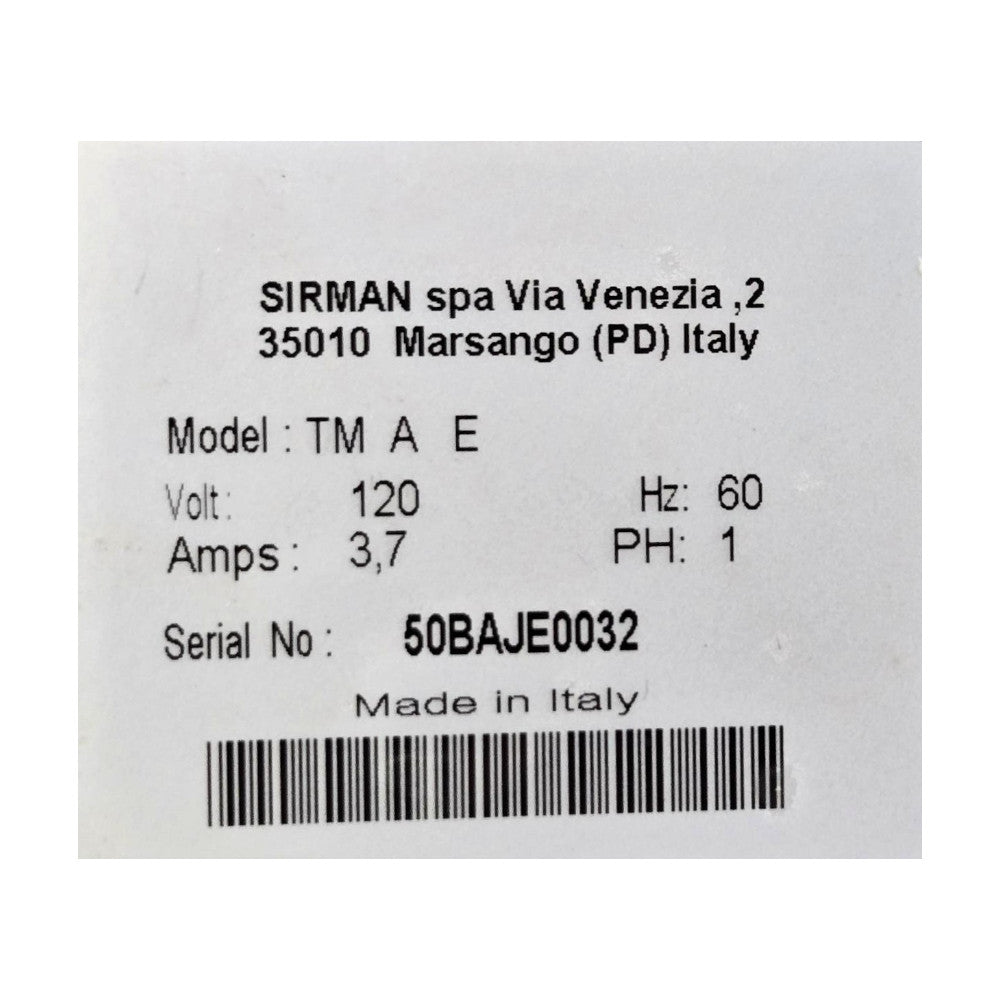 SIRMAN spa Via Venezia ,2
35010 Marsango (PD) Italy
Model : TM A E
Volt : 120 Hz: 60
Amps : 3,7 PH: 1
Serial No : 50BAJE0032
Made in Italy